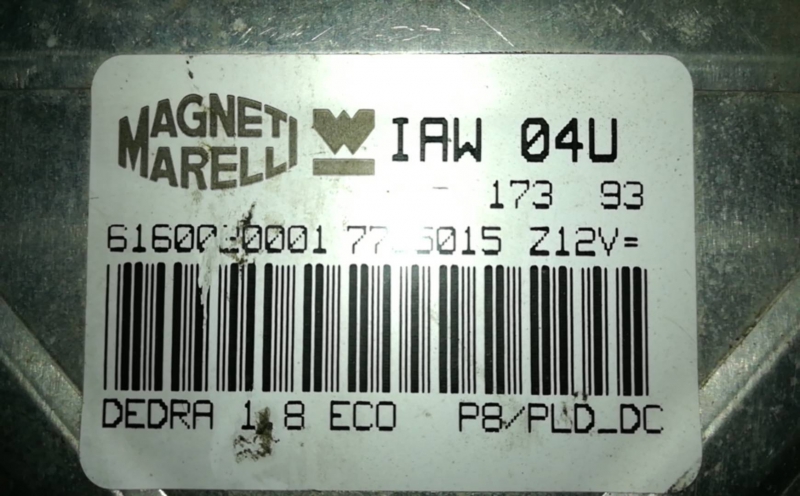 MAGNETI MARELLI W IAW 04U
173 93
Z12V=
DEDRA 1.8 ECO P8/PLD_DC